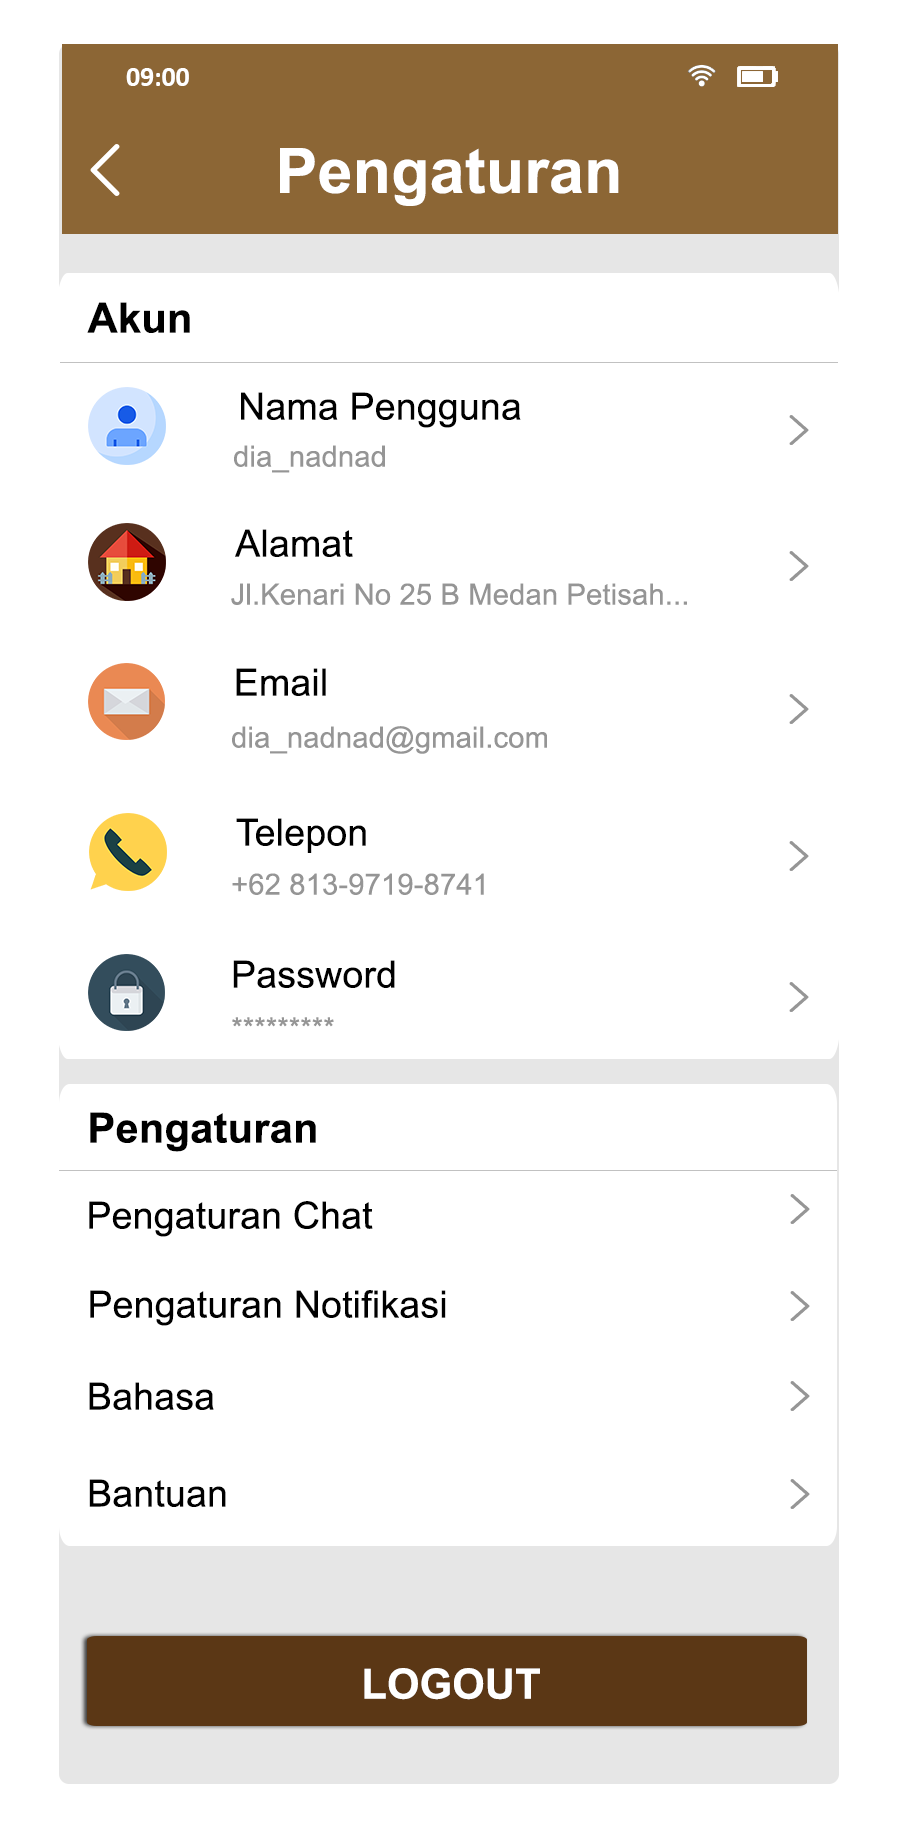 09:00
Pengaturan
Akun
Nama Pengguna
dia_nadnad
Alamat
Jl.Kenari No 25 B Medan Petisah...
Email
dia_nadnad@gmail.com
Telepon
+62 813-9719-8741
Password
*********
Pengaturan
Pengaturan Chat
Pengaturan Notifikasi
Bahasa
Bantuan
LOGOUT